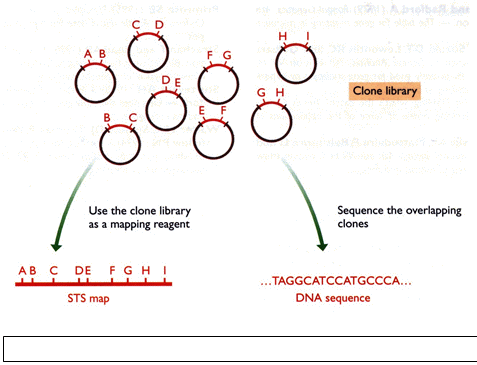 C D
A B
F G
H I
D E
Clone library
G H
B C
E F
Use the clone library
as a mapping reagent
Sequence the overlapping
clones
A B C D E F G H I
STS map
...TAGGCATCCATGCCCA...
DNA sequence